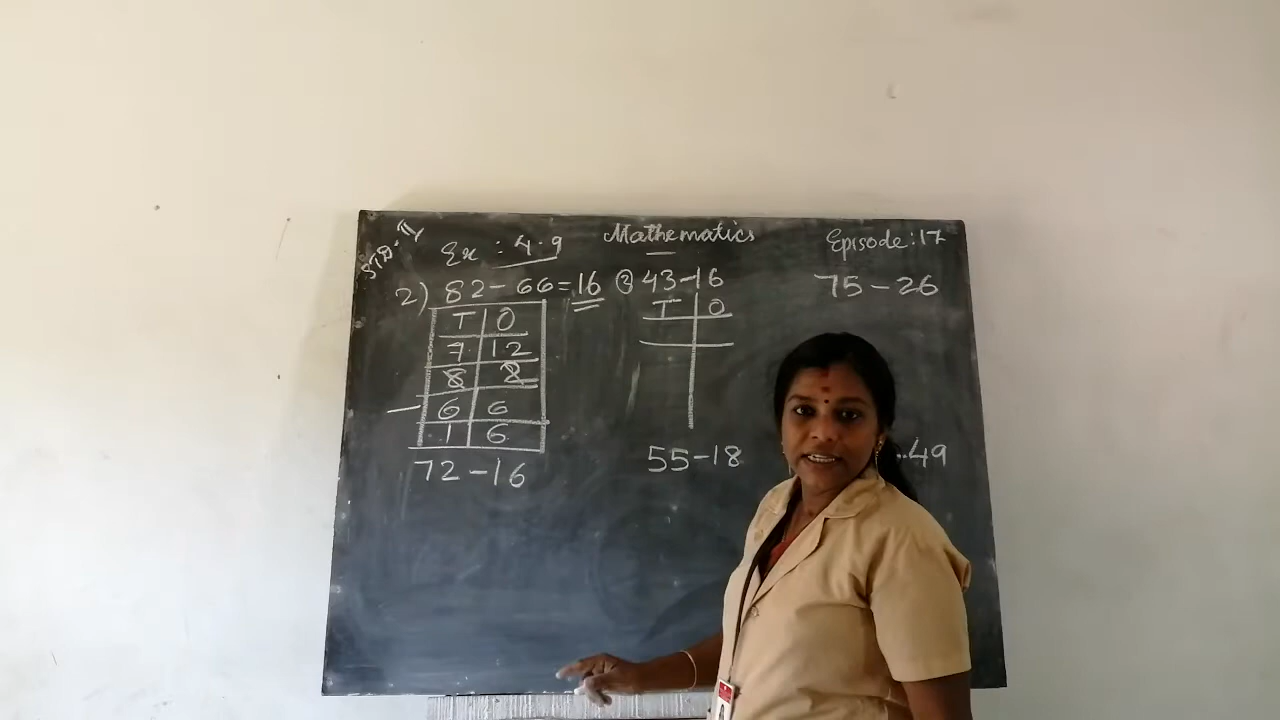 STD: II
Ex : 4.9
Mathematics
Episode: 17
2) 82 - 66 = 16
T O
7 12
8 2
- 6 6
1 6
72 - 16
② 43 - 16
T O
55 - 18
75 - 26
49